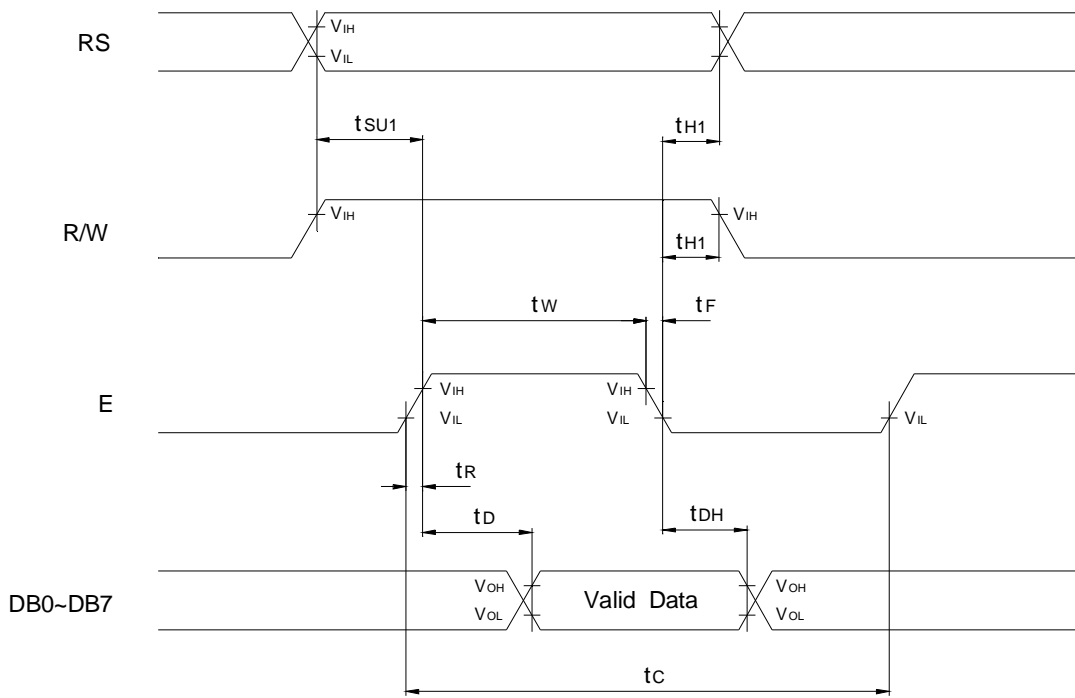 RS
VIH
VIL
tSU1
tH1
R/W
VIH
VIH
tH1
tW
tF
E
VIH
VIH
VIL
VIL
VIL
tR
tD
tDH
DB0~DB7
VOH
VOL
Valid Data
VOH
VOL
tC